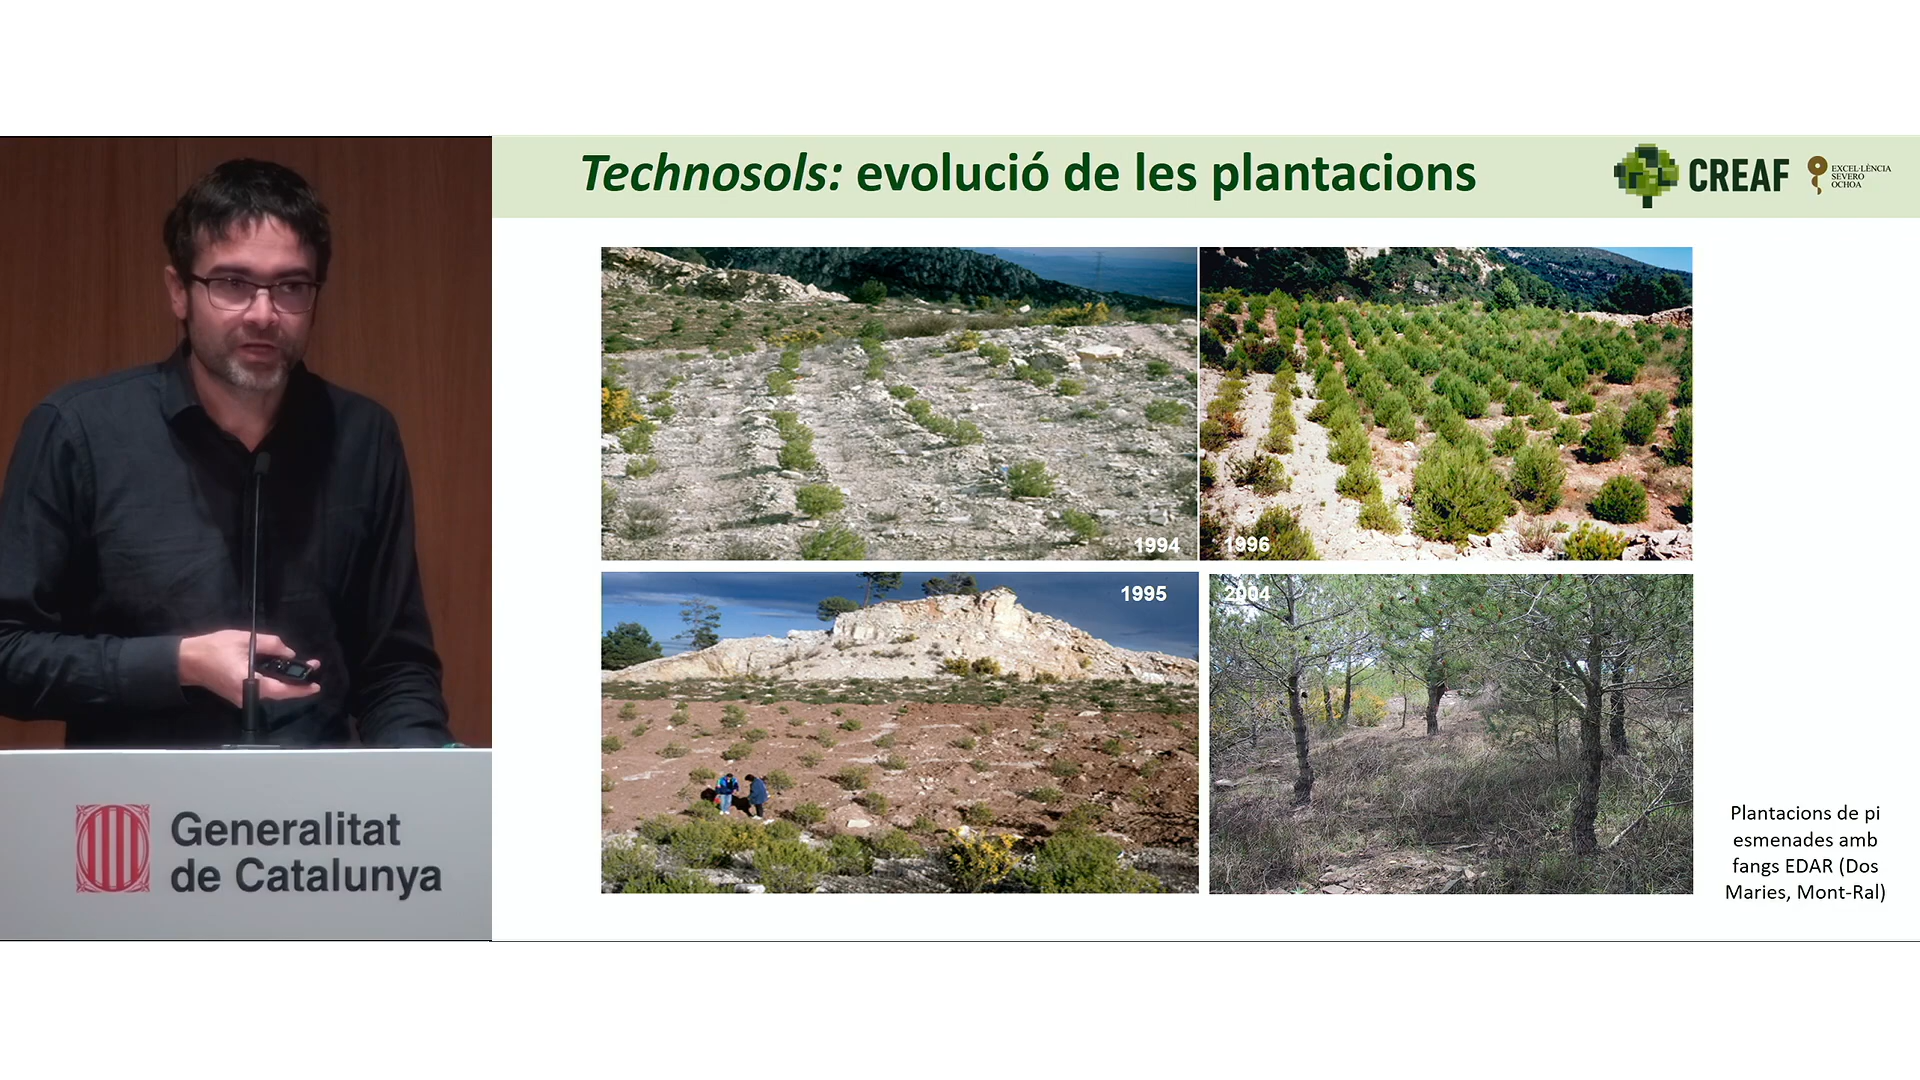 Technosols: evolució de les plantacions
CREAF
EXCEL·LÈNCIA
SEVERO
OCHOA
1994
1996
1995
2004
Plantacions de pi
esmenades amb
fangs EDAR (Dos
Maries, Mont-Ral)
Generalitat
de Catalunya